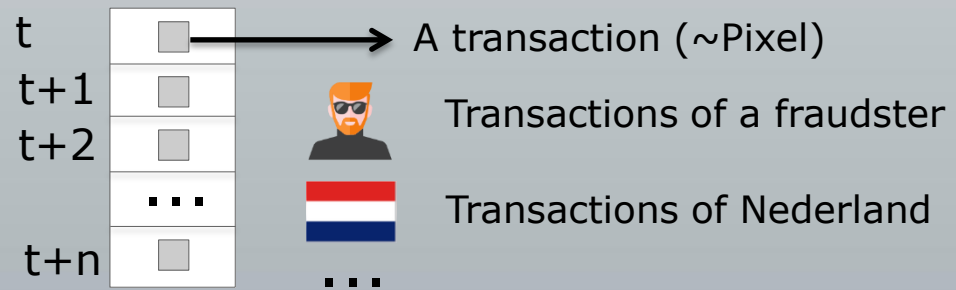 t
A transaction (~Pixel)
t+1
Transactions of a fraudster
t+2
...
Transactions of Nederland
t+n
...